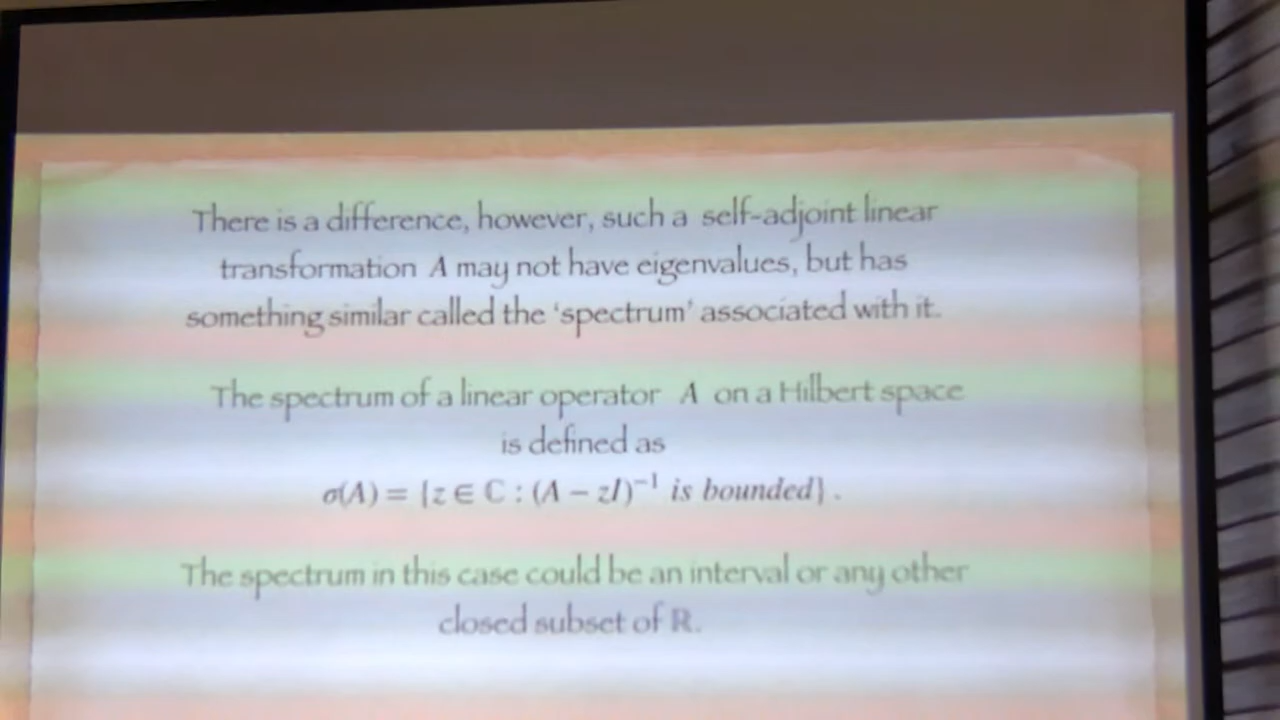 There is a difference, however, such a self-adjoint linear
transformation A may not have eigenvalues, but has
something similar called the 'spectrum' associated with it.
The spectrum of a linear operator A on a Hilbert space
is defined as
σ(A) = {z ∈ ℂ : (A − zI)⁻¹ is bounded} .
The spectrum in this case could be an interval or any other
closed subset of ℝ.